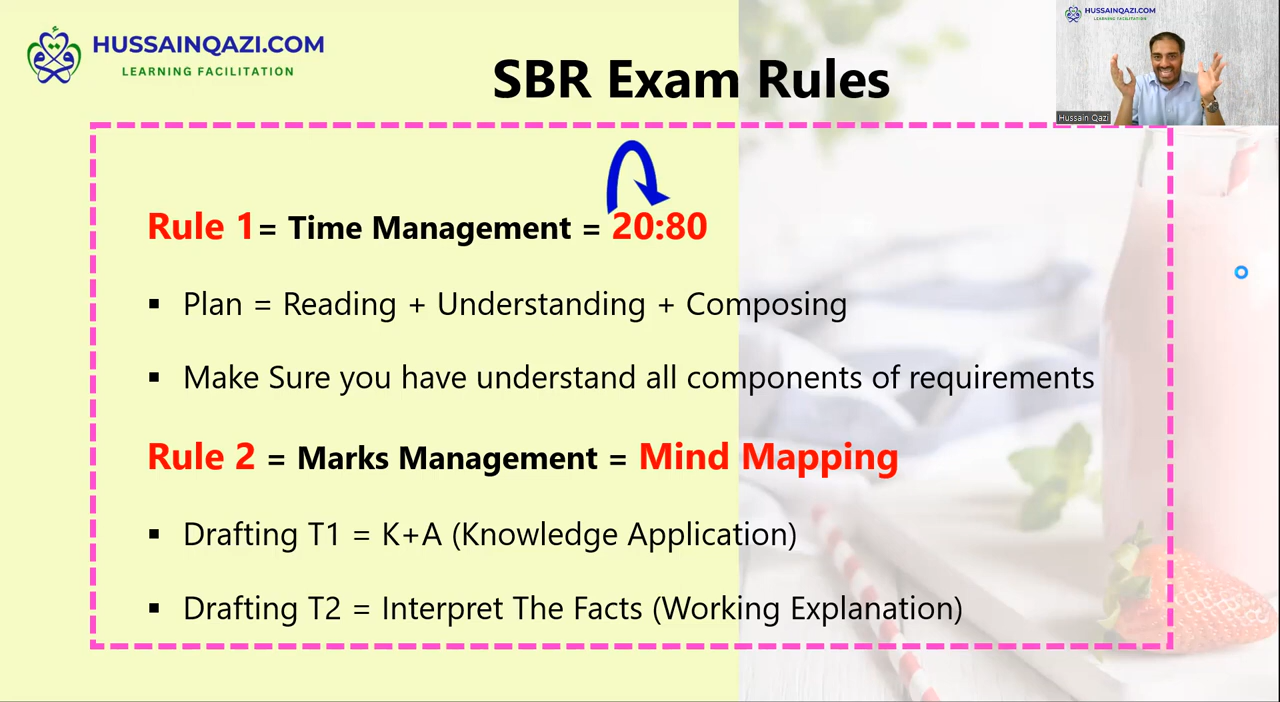 HUSSAINQAZI.COM
LEARNING FACILITATION
HUSSAINQAZI.COM
LEARNING FACILITATION
Hussain Qazi
SBR Exam Rules
Rule 1= Time Management = 20:80
▪ Plan = Reading + Understanding + Composing
▪ Make Sure you have understand all components of requirements
Rule 2 = Marks Management = Mind Mapping
▪ Drafting T1 = K+A (Knowledge Application)
▪ Drafting T2 = Interpret The Facts (Working Explanation)